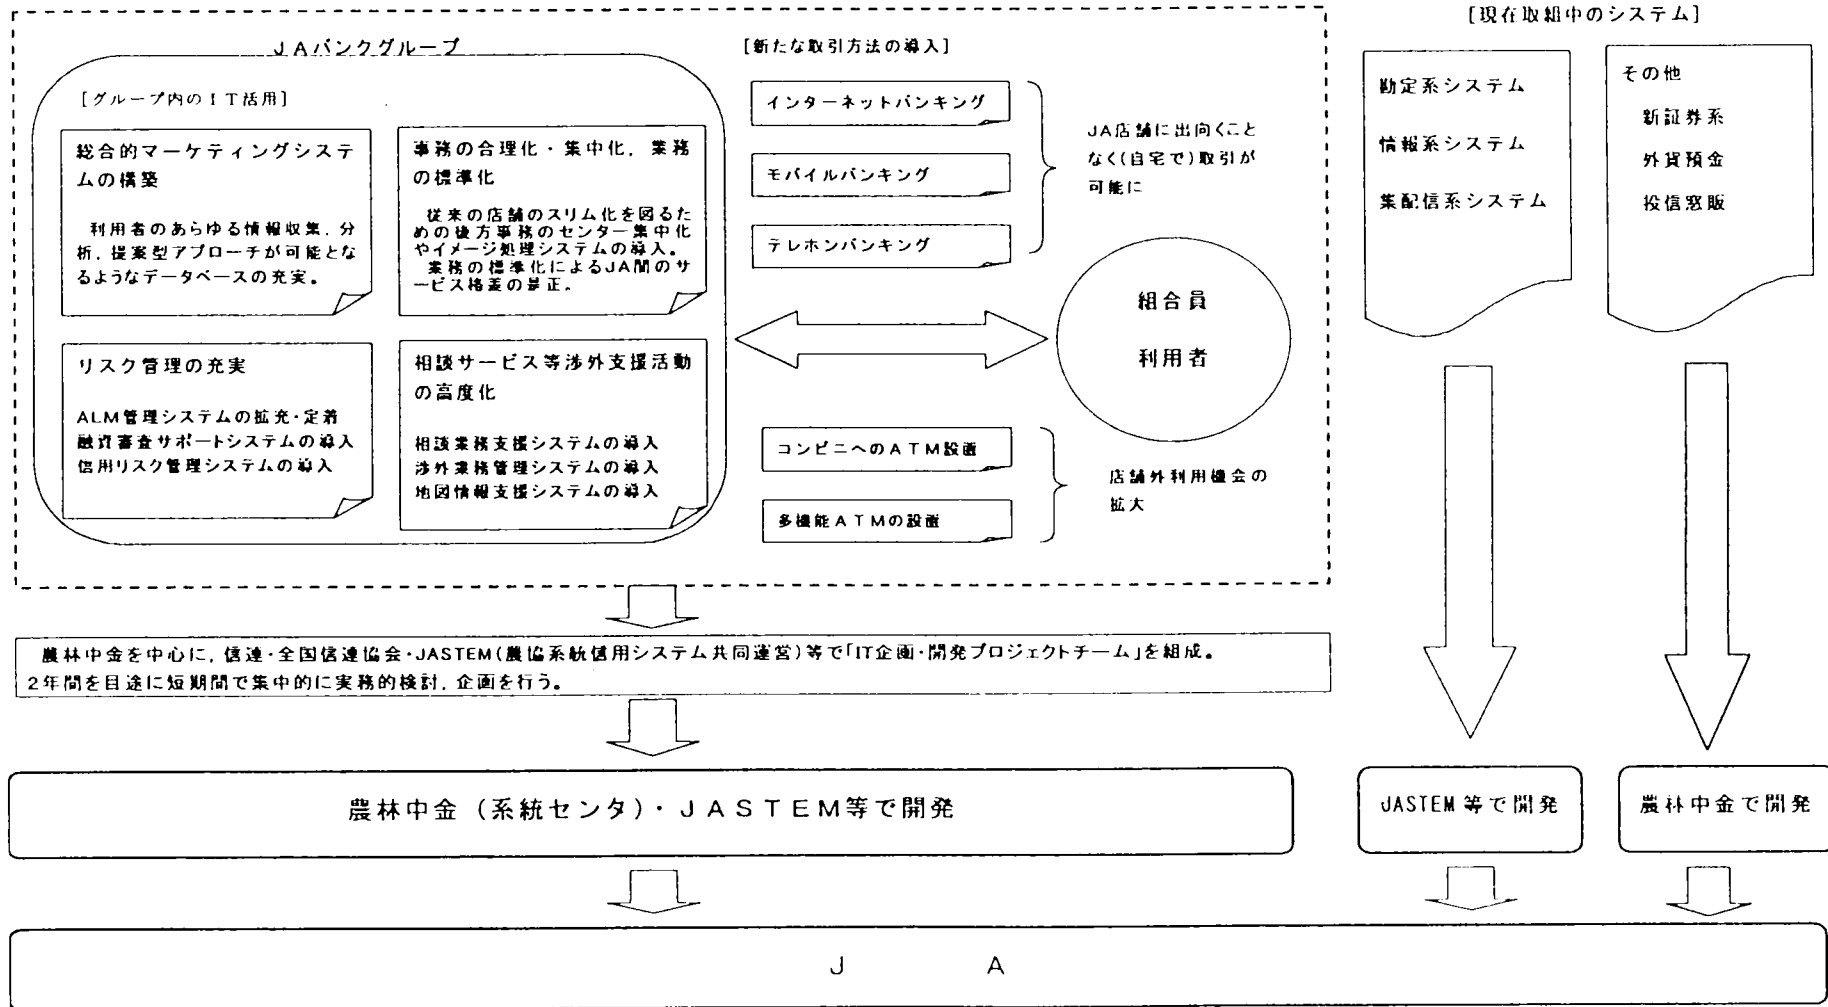 JAバンクグループ
[グループ内のIT活用]
総合的マーケティングシステ
ムの構築
利用者のあらゆる情報収集,分
析,提案型アプローチが可能とな
るようなデータベースの充実。
事務の合理化・集中化,業務
の標準化
従来の店舗のスリム化を図るた
めの後方事務のセンター集中化
やイメージ処理システムの導入。
業務の標準化によるJA間のサ
ービス格差の是正。
リスク管理の充実
ALM管理システムの拡充・定着
融資審査サポートシステムの導入
信用リスク管理システムの導入
相談サービス等渉外支援活動
の高度化
相談業務支援システムの導入
渉外業務管理システムの導入
地図情報支援システムの導入
[新たな取引方法の導入]
インターネットバンキング
モバイルバンキング
テレホンバンキング
JA店舗に出向くこと
なく(自宅で)取引が
可能に
組合員
利用者
コンビニへのATM設置
多機能ATMの設置
店舗外利用機会の
拡大
[現在取組中のシステム]
勘定系システム
情報系システム
集配信系システム
その他
新証券系
外貨預金
投信窓販
農林中金を中心に,信連・全国信連協会・JASTEM(農協系統信用システム共同運営)等で「IT企画・開発プロジェクトチーム」を組成。
2年間を目途に短期間で集中的に実務的検討,企画を行う。
農林中金(系統センタ)・JASTEM等で開発
JASTEM等で開発
農林中金で開発
JA